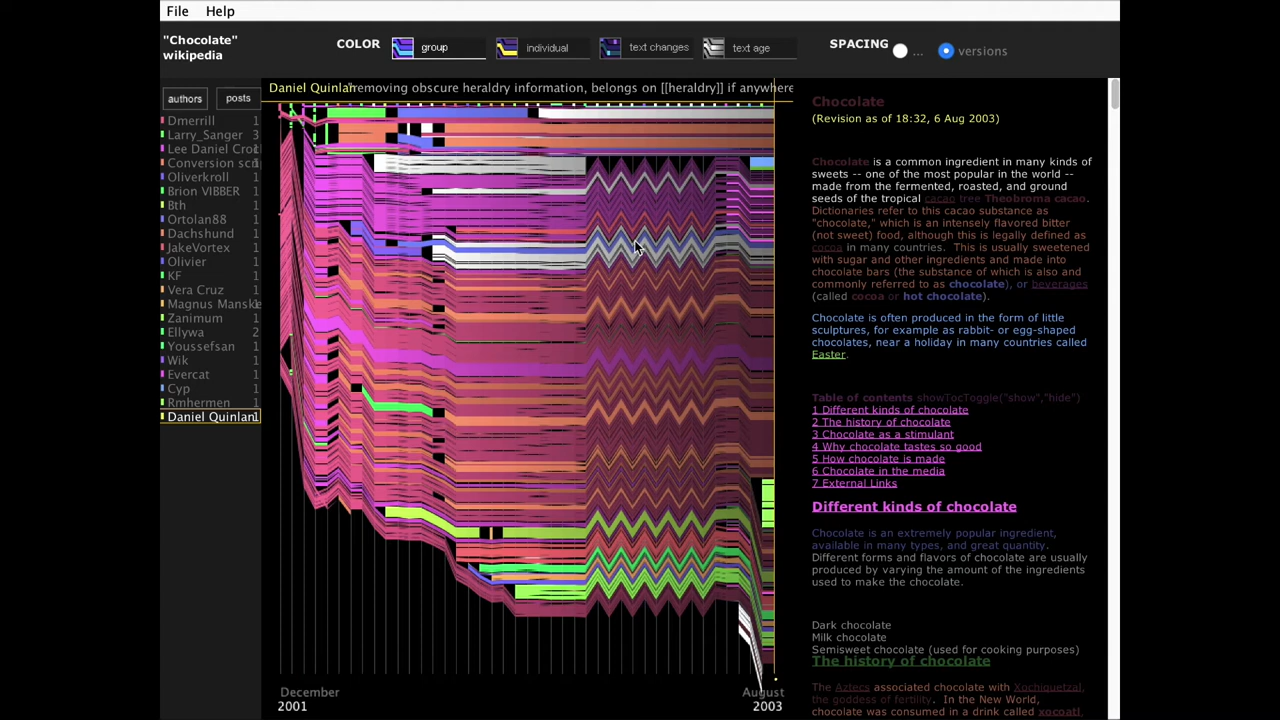 File Help
"Chocolate"
wikipedia
COLOR group individual text changes text age SPACING ... versions
authors posts
Daniel Quinlan "removing obscure heraldry information, belongs on [[heraldry]] if anywhere
Dmerrill 1
Larry_Sanger 3
Lee Daniel Cro 1
Conversion scr 1
Oliverkroll 1
Brion VIBBER 1
Bth 1
Ortolan88 1
Dachshund 1
JakeVortex 1
Olivier 1
KF 1
Vera Cruz 1
Magnus Manske 1
Zanimum 1
Ellywa 2
Youssefsan 1
Wik 1
Evercat 1
Cyp 1
Rmhermen 1
Daniel Quinlan 1
December
2001
August
2003
Chocolate
(Revision as of 18:32, 6 Aug 2003)
Chocolate is a common ingredient in many kinds of
sweets -- one of the most popular in the world --
made from the fermented, roasted, and ground
seeds of the tropical cacao tree Theobroma cacao.
Dictionaries refer to this cacao substance as
"chocolate," which is an intensely flavored bitter
(not sweet) food, although this is legally defined as
cocoa in many countries. This is usually sweetened
with sugar and other ingredients and made into
chocolate bars (the substance of which is also and
commonly referred to as chocolate), or beverages
(called cocoa or hot chocolate).
Chocolate is often produced in the form of little
sculptures, for example as rabbit- or egg-shaped
chocolates, near a holiday in many countries called
Easter.
Table of contents showTocToggle("show","hide")
1 Different kinds of chocolate
2 The history of chocolate
3 Chocolate as a stimulant
4 Why chocolate tastes so good
5 How chocolate is made
6 Chocolate in the media
7 External Links
Different kinds of chocolate
Chocolate is an extremely popular ingredient,
available in many types, and great quantity.
Different forms and flavors of chocolate are usually
produced by varying the amount of the ingredients
used to make the chocolate.
Dark chocolate
Milk chocolate
Semisweet chocolate (used for cooking purposes)
The history of chocolate
The Aztecs associated chocolate with Xochiquetzal,
the goddess of fertility. In the New World,
chocolate was consumed in a drink called xocoatl